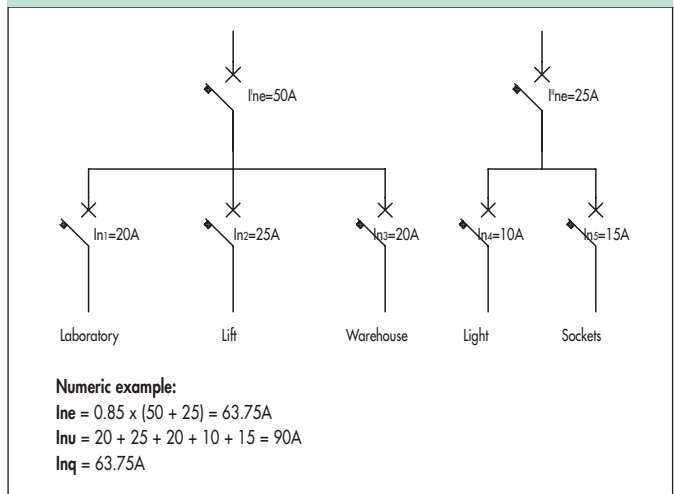 I'ne=50A
I"ne=25A
In1=20A
In2=25A
In3=20A
In4=10A
In5=15A
Laboratory
Lift
Warehouse
Light
Sockets
Numeric example:
Ine = 0.85 x (50 + 25) = 63.75A
Inu = 20 + 25 + 20 + 10 + 15 = 90A
Inq = 63.75A